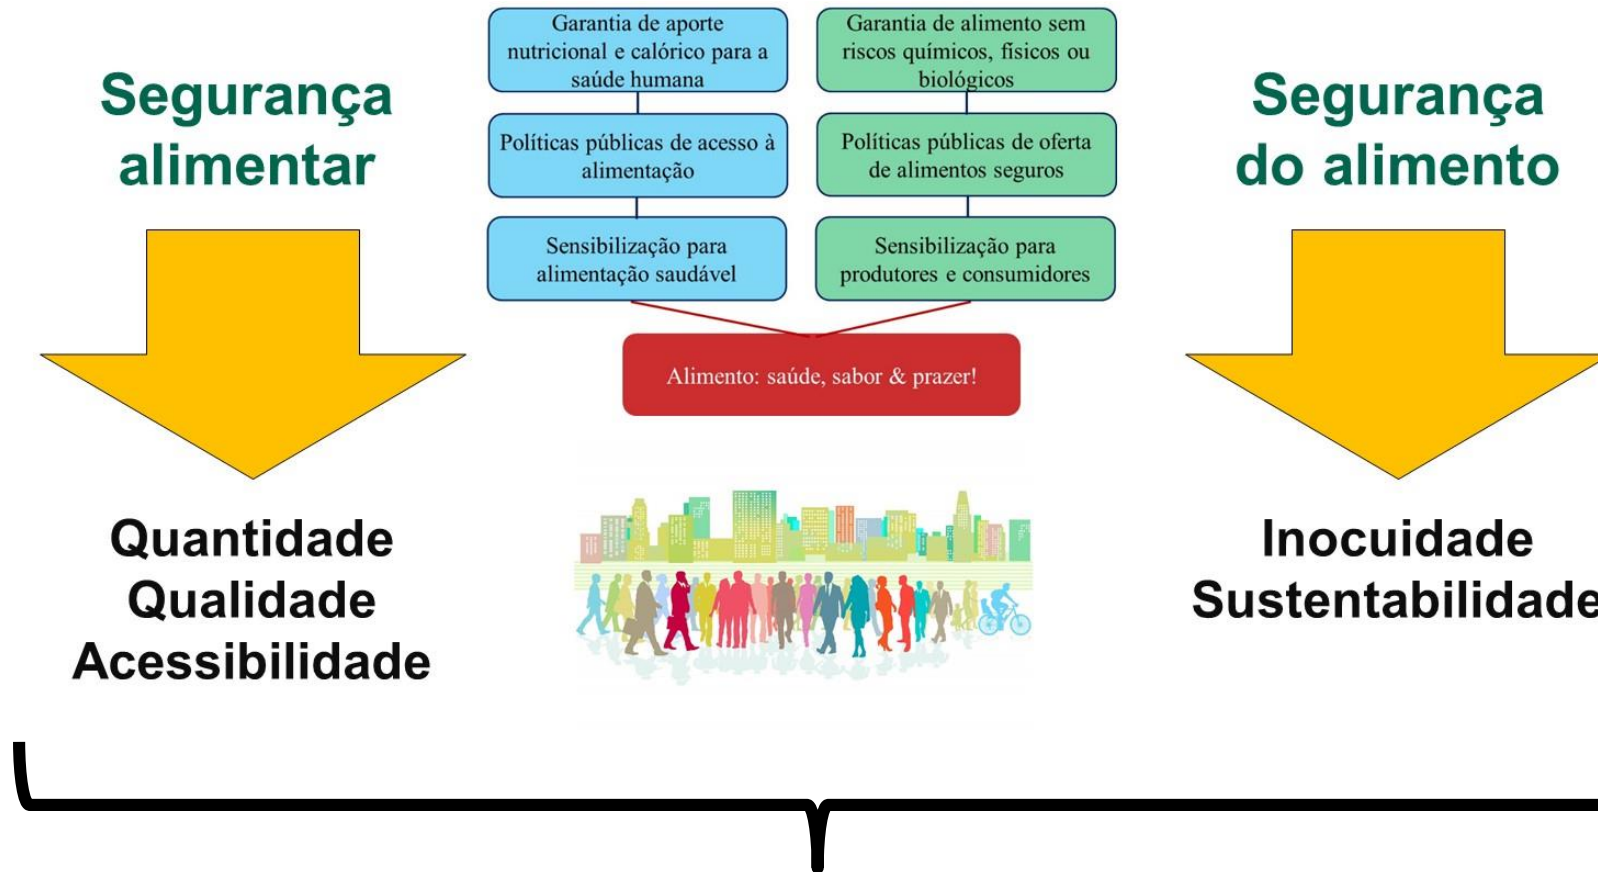 Segurança
alimentar
Garantia de aporte
nutricional e calórico para a
saúde humana
Políticas públicas de acesso à
alimentação
Sensibilização para
alimentação saudável
Garantia de alimento sem
riscos químicos, físicos ou
biológicos
Políticas públicas de oferta
de alimentos seguros
Sensibilização para
produtores e consumidores
Alimento: saúde, sabor & prazer!
Segurança
do alimento
Quantidade
Qualidade
Acessibilidade
Inocuidade
Sustentabilidade